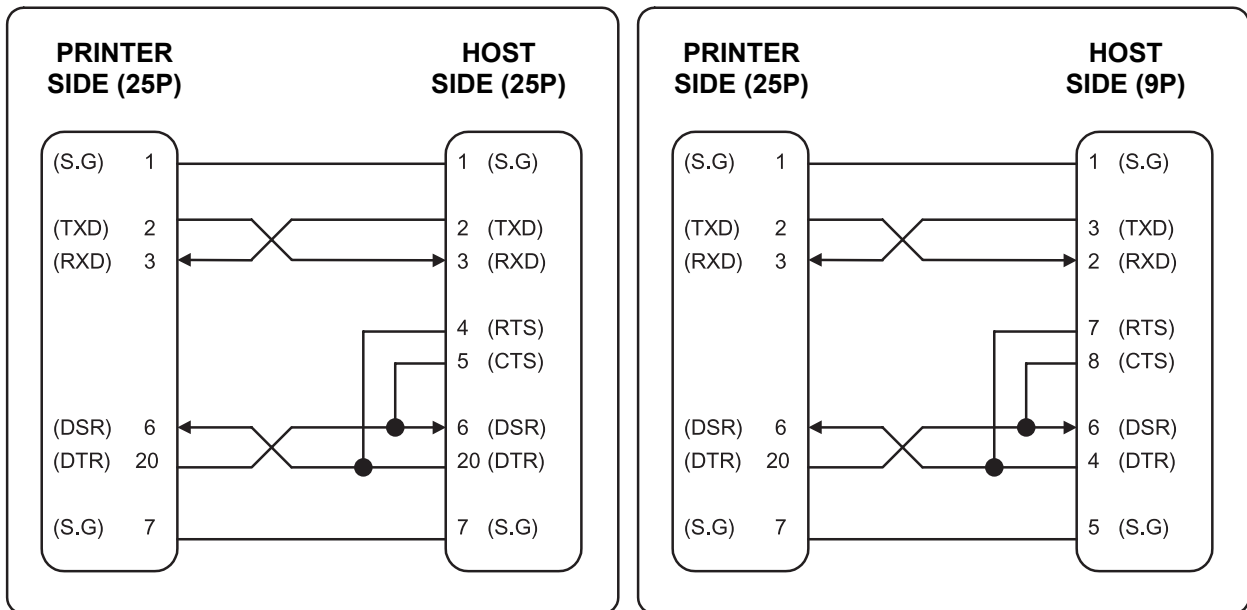 PRINTER
SIDE (25P)
HOST
SIDE (25P)
(S.G) 1
1 (S.G)
(TXD) 2
2 (TXD)
(RXD) 3
3 (RXD)
4 (RTS)
5 (CTS)
(DSR) 6
6 (DSR)
(DTR) 20
20 (DTR)
(S.G) 7
7 (S.G)
PRINTER
SIDE (25P)
HOST
SIDE (9P)
(S.G) 1
1 (S.G)
(TXD) 2
3 (TXD)
(RXD) 3
2 (RXD)
7 (RTS)
8 (CTS)
(DSR) 6
6 (DSR)
(DTR) 20
4 (DTR)
(S.G) 7
5 (S.G)